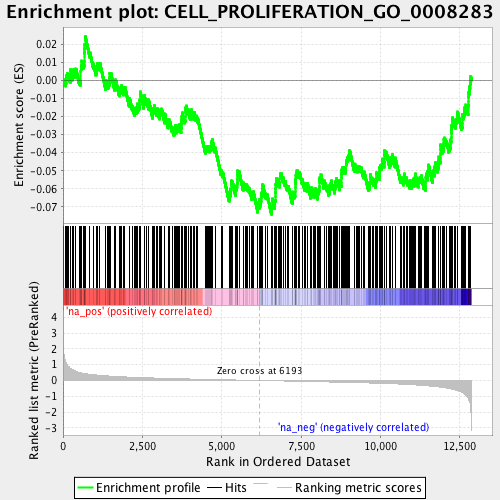 Enrichment plot: CELL_PROLIFERATION_GO_0008283
Enrichment score (ES)
0.02
0.01
0.00
-0.01
-0.02
-0.03
-0.04
-0.05
-0.06
-0.07
'na_pos' (positively correlated)
Ranked list metric (PreRanked)
4
3
2
1
0
-1
-2
-3
Zero cross at 6193
'na_neg' (negatively correlated)
0
2,500
5,000
7,500
10,000
12,500
Rank in Ordered Dataset
Enrichment profile
Hits
Ranking metric scores